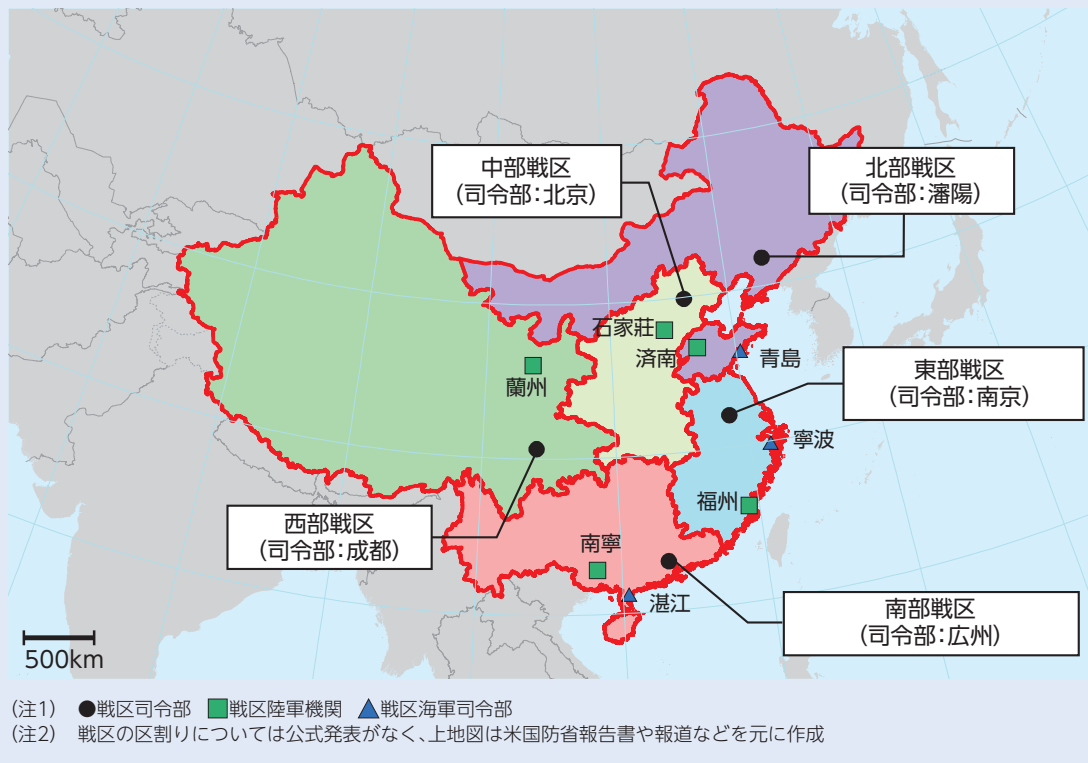 中部戦区
(司令部：北京)
北部戦区
(司令部：瀋陽)
石家荘
済南
青島
蘭州
東部戦区
(司令部：南京)
寧波
福州
西部戦区
(司令部：成都)
南寧
湛江
南部戦区
(司令部：広州)
500km
(注1) ●戦区司令部 ■戦区陸軍機関 ▲戦区海軍司令部
(注2) 戦区の区割りについては公式発表がなく、上地図は米国防省報告書や報道などを元に作成